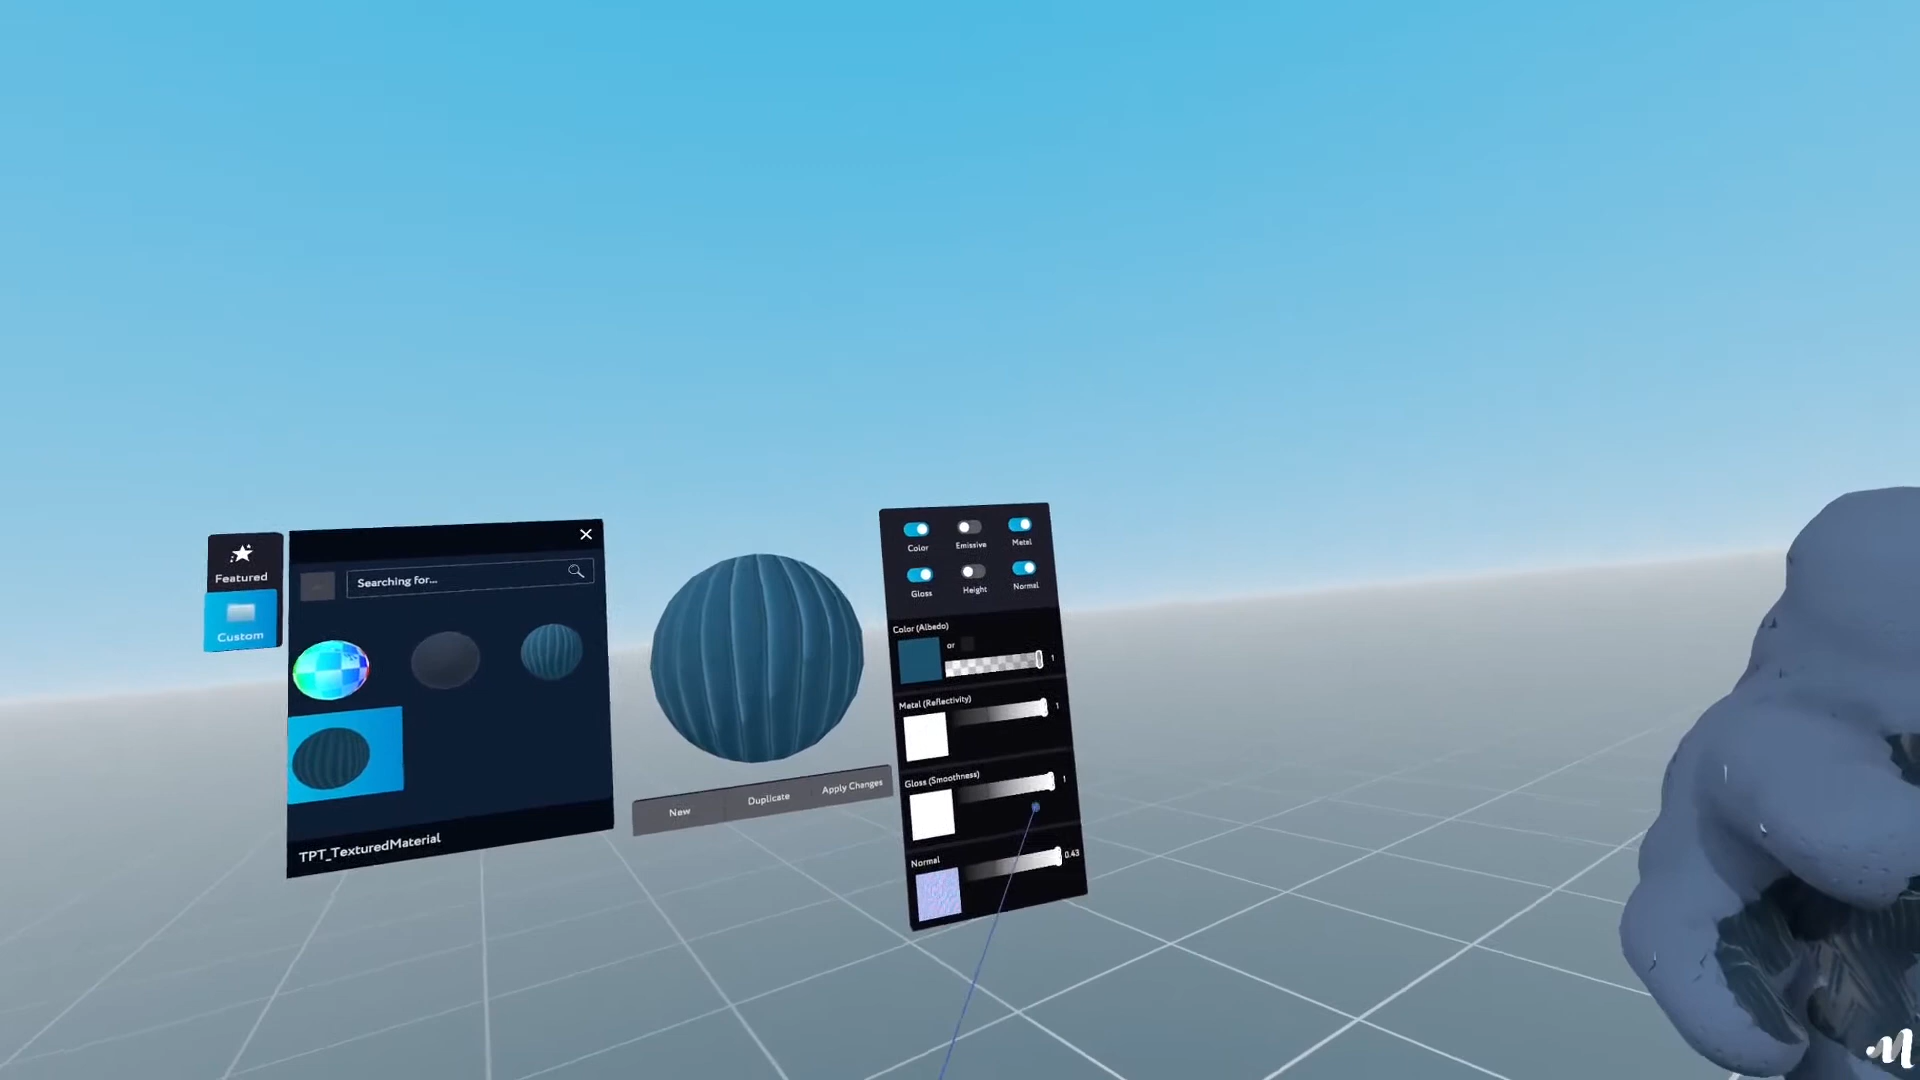 Featured
Custom
Searching for...
TPT_TexturedMaterial
New
Duplicate
Apply Changes
Color
Emissive
Metal
Gloss
Height
Normal
Color (Albedo)
or
1
Metal (Reflectivity)
1
Gloss (Smoothness)
1
Normal
0.43